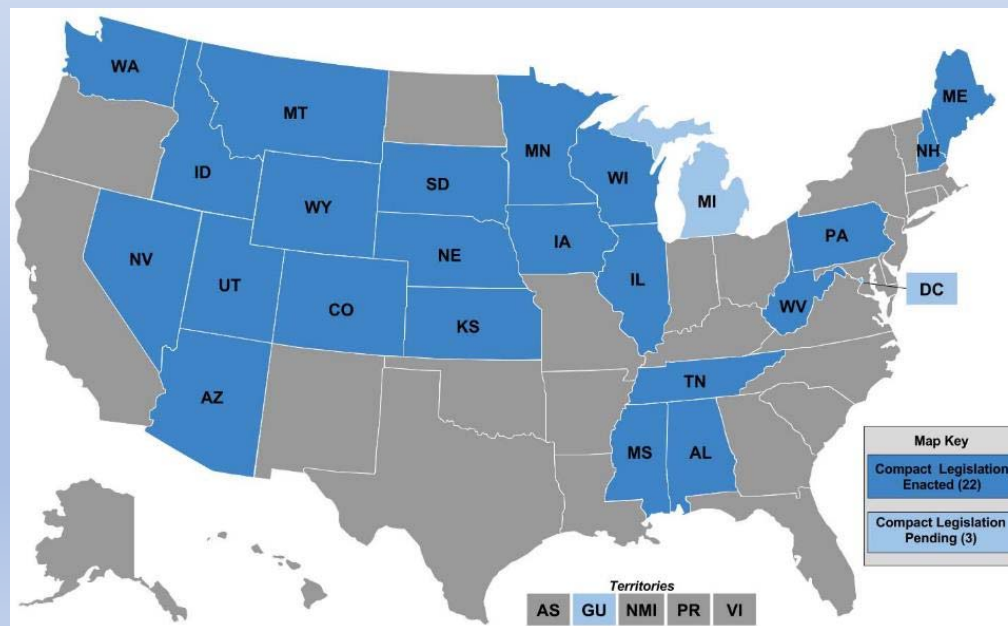 WA
MT
ME
MN
NH
ID
SD
WI
WY
MI
IA
PA
NE
NV
IL
UT
DC
CO
WV
KS
TN
AZ
MS
AL
Map Key
Compact Legislation
Enacted (22)
Compact Legislation
Pending (3)
Territories
AS GU NMI PR VI